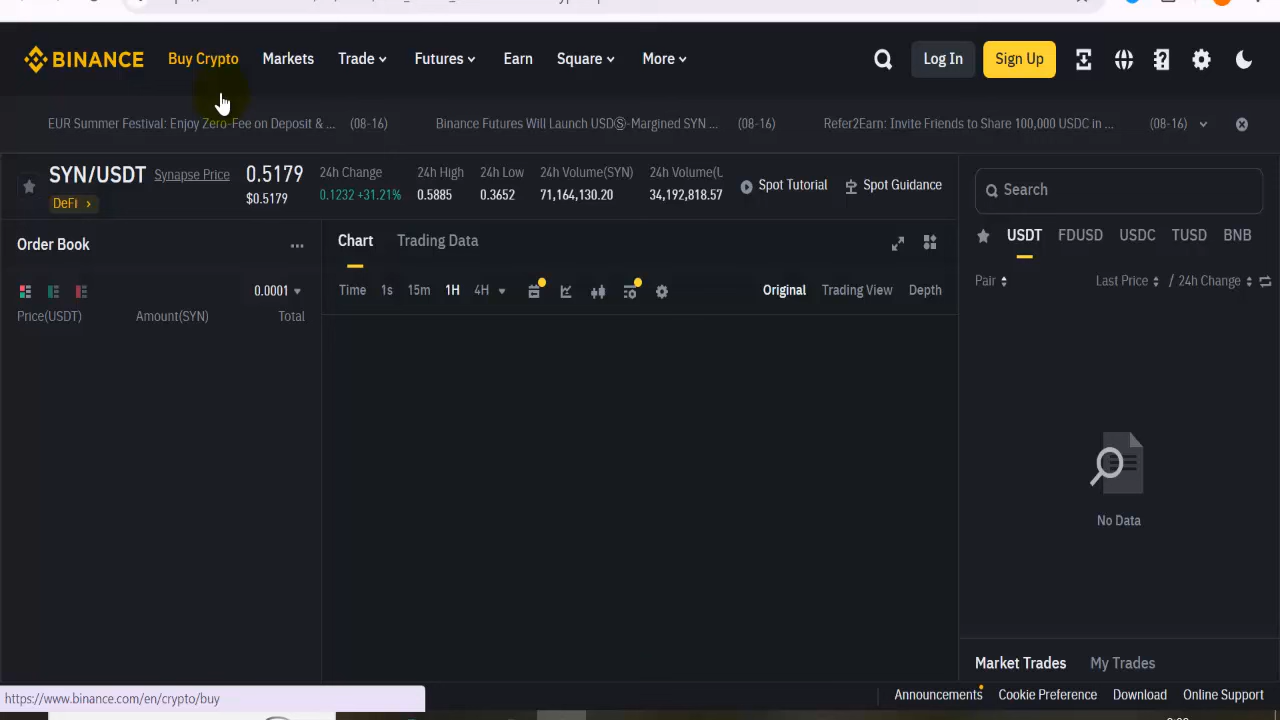 BINANCE Buy Crypto Markets Trade Futures Earn Square More Log In Sign Up
EUR Summer Festival: Enjoy Zero-Fee on Deposit & ... (08-16) Binance Futures Will Launch USDⓈ-Margined SYN ... (08-16) Refer2Earn: Invite Friends to Share 100,000 USDC in ... (08-16)
SYN/USDT Synapse Price 0.5179 24h Change 24h High 24h Low 24h Volume(SYN) 24h Volume(U Spot Tutorial Spot Guidance
DeFi $0.5179 0.1232 +31.21% 0.5885 0.3652 71,164,130.20 34,192,818.57
Search
Order Book Chart Trading Data USDT FDUSD USDC TUSD BNB
0.0001 Time 1s 15m 1H 4H Original Trading View Depth Pair Last Price / 24h Change
Price(USDT) Amount(SYN) Total
No Data
Market Trades My Trades
https://www.binance.com/en/crypto/buy Announcements Cookie Preference Download Online Support